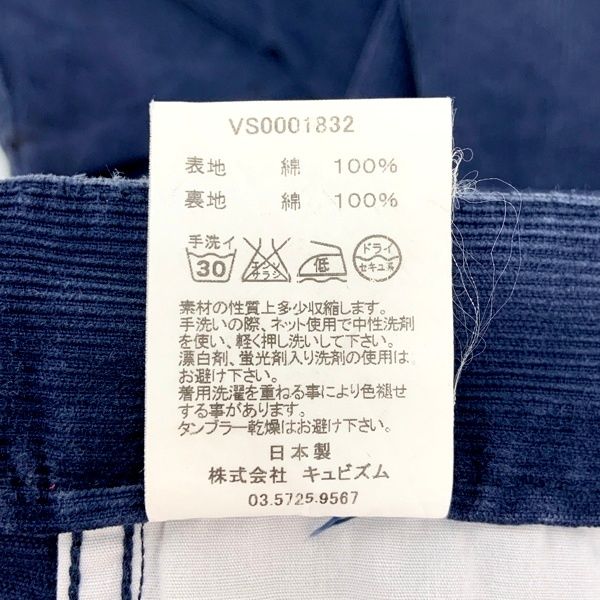 VS0001832
表地 綿 100%
裏地 綿 100%
手洗イ 30 エンソサラシ 低 ドライ セキユ系
素材の性質上多少収縮します。
手洗いの際、ネット使用で中性洗剤
を使い、軽く押し洗いして下さい。
漂白剤、蛍光剤入り洗剤の使用は
お避け下さい。
着用洗濯を重ねる事により色褪せ
する事があります。
タンブラー乾燥はお避け下さい。
日本製
株式会社 キュビズム
03.5725.9567